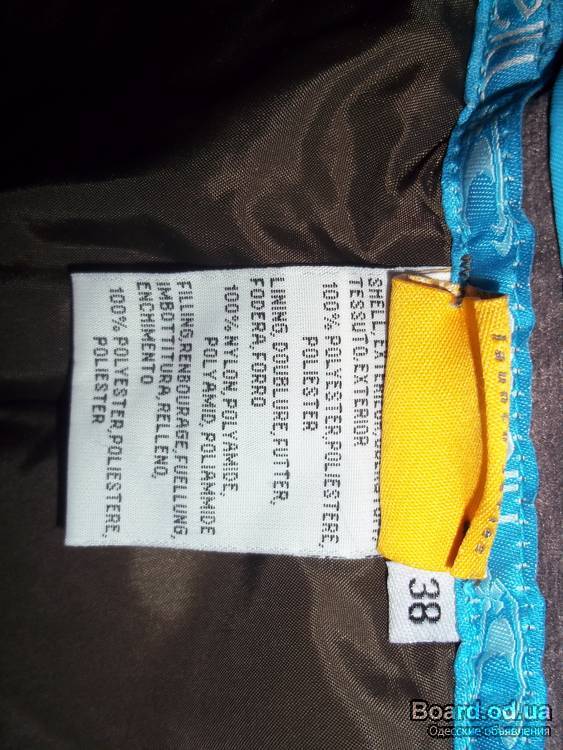 SHELL,
TESSUTO,EXTERIOR
100% POLYESTER,POLIESTERE,
POLIESTER
LINING,DOUBLURE,FUTTER,
FODERA,FORRO
100% NYLON,POLYAMIDE,
POLYAMID,POLIAMMIDE
FILLING,RENBOURAGE,FUELLUNG,
IMBOTTITURA,RELLENO,
ENCHIMENTO
100% POLYESTER,POLIESTERE,
POLIESTER
38
Board.od.ua
Одесские объявления